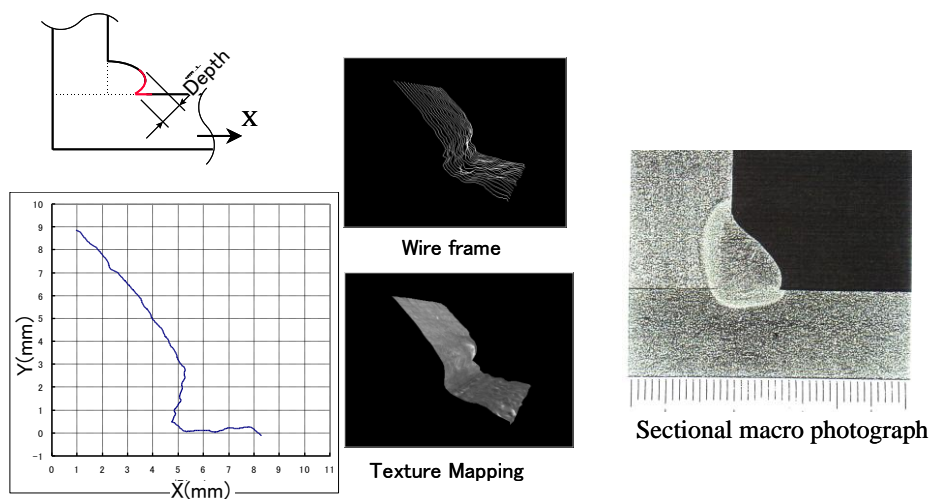 Depth
X
10
9
8
7
6
5
4
3
2
1
0
-1
Y(mm)
0 1 2 3 4 5 6 7 8 9 10 11
X(mm)
Wire frame
Texture Mapping
Sectional macro photograph